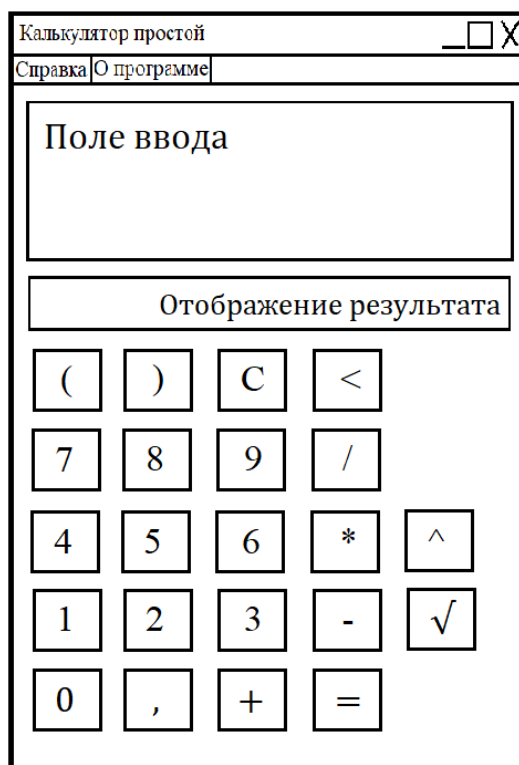 Калькулятор простой
Справка О программе
Поле ввода
Отображение результата
( ) C <
7 8 9 /
4 5 6 * ^
1 2 3 - √
0 , + =